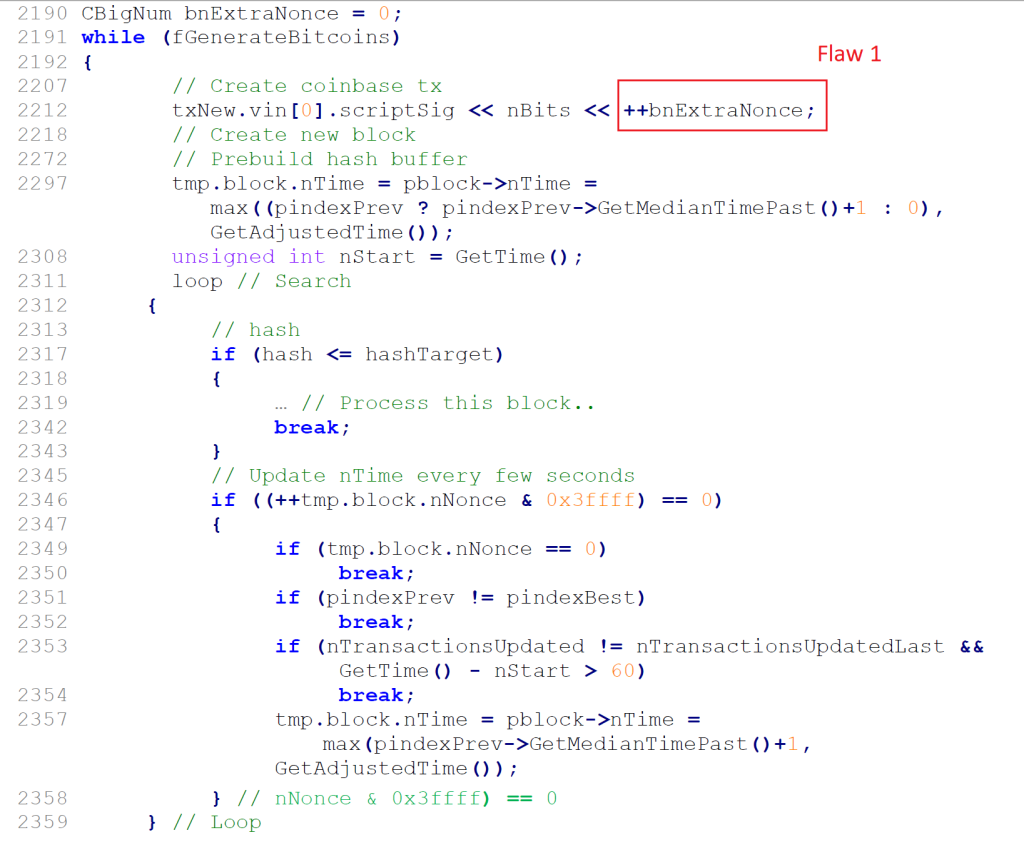 2190 CBigNum bnExtraNonce = 0;
2191 while (fGenerateBitcoins)
2192 {
Flaw 1
2207 // Create coinbase tx
2212 txNew.vin[0].scriptSig << nBits << ++bnExtraNonce;
2218 // Create new block
2272 // Prebuild hash buffer
2297 tmp.block.nTime = pblock->nTime =
max((pindexPrev ? pindexPrev->GetMedianTimePast()+1 : 0),
GetAdjustedTime());
2308 unsigned int nStart = GetTime();
2311 loop // Search
2312 {
2313 // hash
2317 if (hash <= hashTarget)
2318 {
2319 … // Process this block..
2342 break;
2343 }
2345 // Update nTime every few seconds
2346 if ((++tmp.block.nNonce & 0x3ffff) == 0)
2347 {
2349 if (tmp.block.nNonce == 0)
2350 break;
2351 if (pindexPrev != pindexBest)
2352 break;
2353 if (nTransactionsUpdated != nTransactionsUpdatedLast &&
GetTime() - nStart > 60)
2354 break;
2357 tmp.block.nTime = pblock->nTime =
max(pindexPrev->GetMedianTimePast()+1,
GetAdjustedTime());
2358 } // nNonce & 0x3ffff) == 0
2359 } // Loop